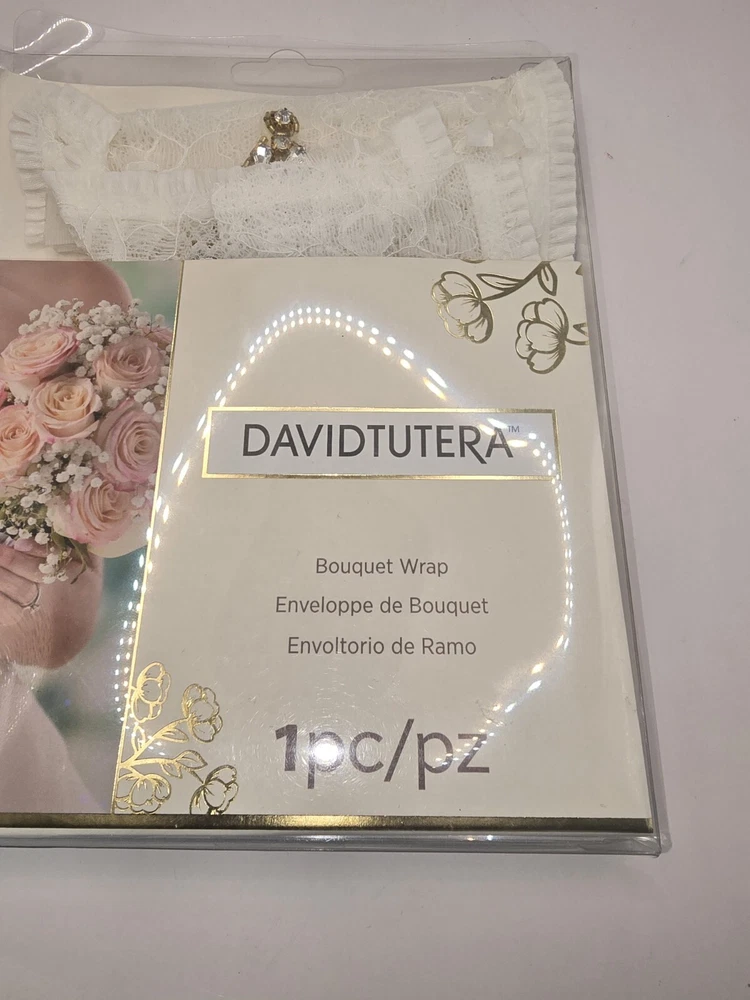 DAVIDTUTERA™
Bouquet Wrap
Enveloppe de Bouquet
Envoltorio de Ramo
1pc/pz